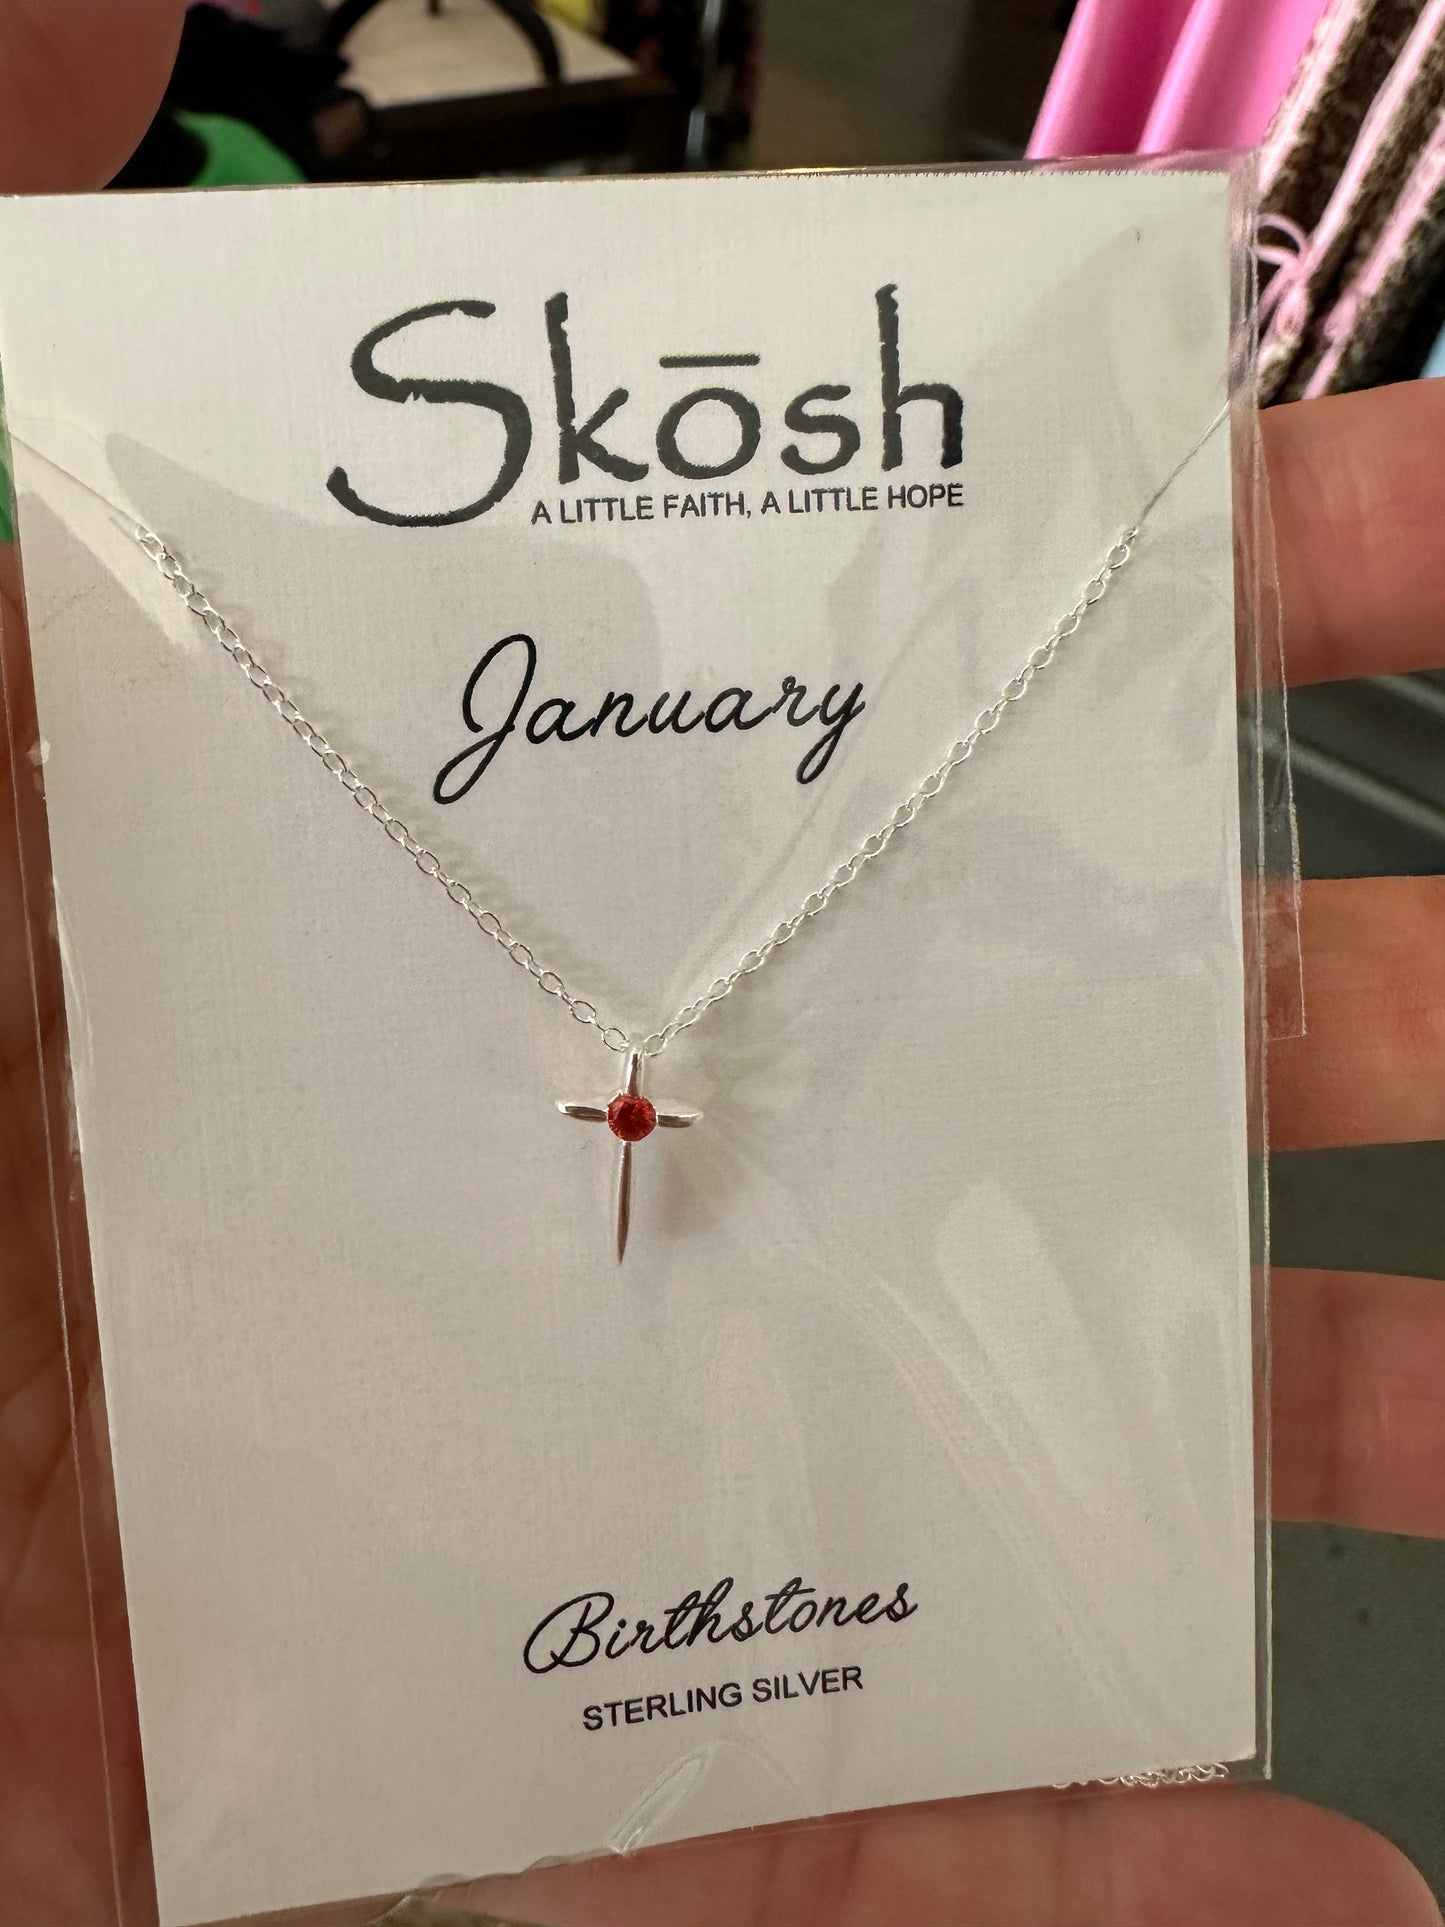 Skōsh
A LITTLE FAITH, A LITTLE HOPE
January
Birthstones
STERLING SILVER